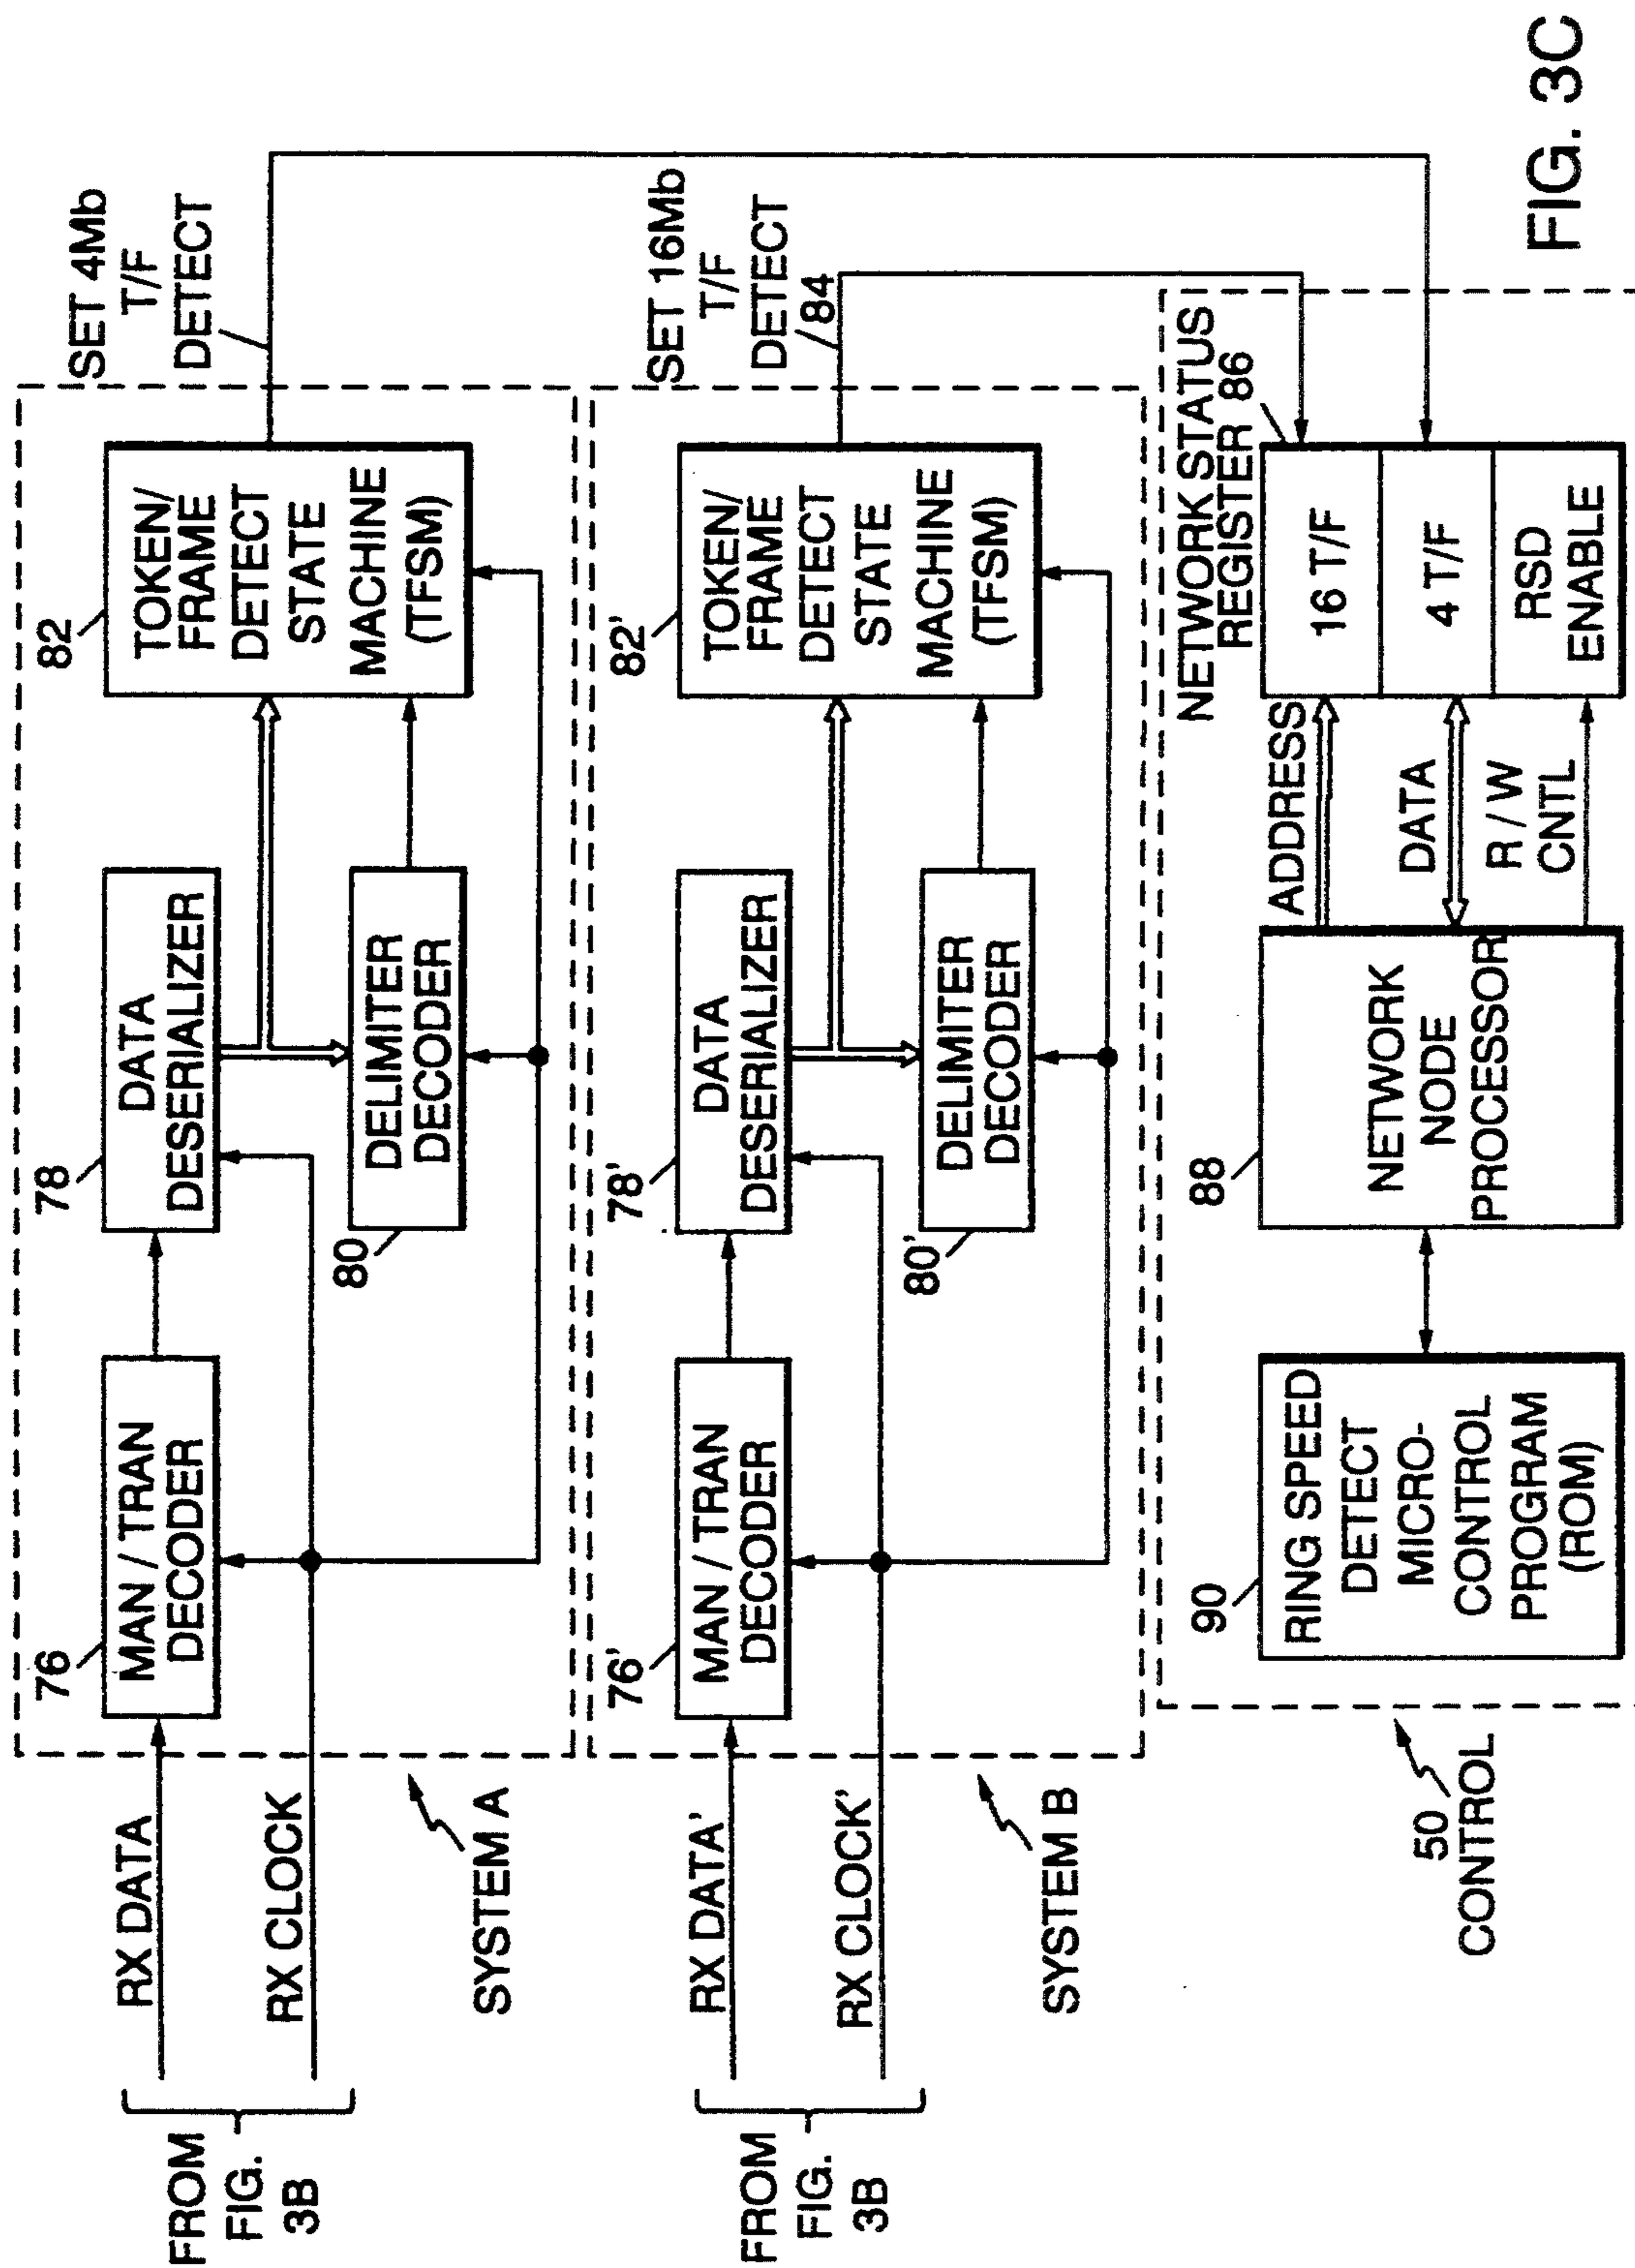 FROM
FIG.
3B
RX DATA
RX CLOCK
SYSTEM A
76
MAN / TRAN
DECODER
78
DATA
DESERIALIZER
80
DELIMITER
DECODER
82
TOKEN/
FRAME
DETECT
STATE
MACHINE
(TFSM)
SET 4Mb
T/F
DETECT
FROM
FIG.
3B
RX DATA'
RX CLOCK'
SYSTEM B
76'
MAN / TRAN
DECODER
78'
DATA
DESERIALIZER
80'
DELIMITER
DECODER
82'
TOKEN/
FRAME
DETECT
STATE
MACHINE
(TFSM)
SET 16Mb
T/F
DETECT
84
50
CONTROL
90
RING SPEED
DETECT
MICRO-
CONTROL
PROGRAM
(ROM)
88
NETWORK
NODE
PROCESSOR
ADDRESS
DATA
R / W
CNTL
NETWORK STATUS
REGISTER 86
16 T/F
4 T/F
RSD
ENABLE
FIG. 3C